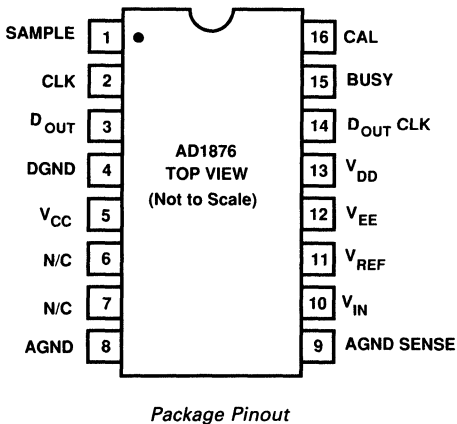 SAMPLE 1 16 CAL
CLK 2 15 BUSY
DOUT 3 14 DOUT CLK
DGND 4 13 VDD
VCC 5 12 VEE
N/C 6 11 VREF
N/C 7 10 VIN
AGND 8 9 AGND SENSE
AD1876
TOP VIEW
(Not to Scale)
Package Pinout